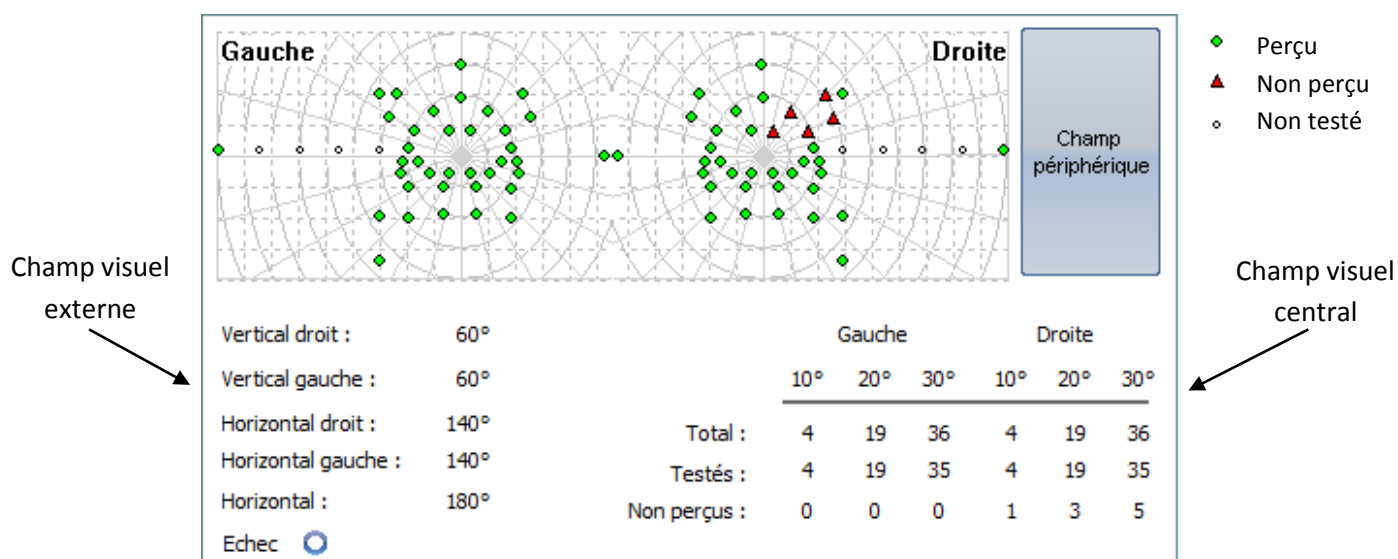 Gauche
Droite
Champ
périphérique
Perçu
Non perçu
Non testé
Champ visuel
externe
Champ visuel
central
Vertical droit : 60°
Vertical gauche : 60°
Horizontal droit : 140°
Horizontal gauche : 140°
Horizontal : 180°
Echec
Gauche Droite
10° 20° 30° 10° 20° 30°
Total : 4 19 36 4 19 36
Testés : 4 19 35 4 19 35
Non perçus : 0 0 0 1 3 5